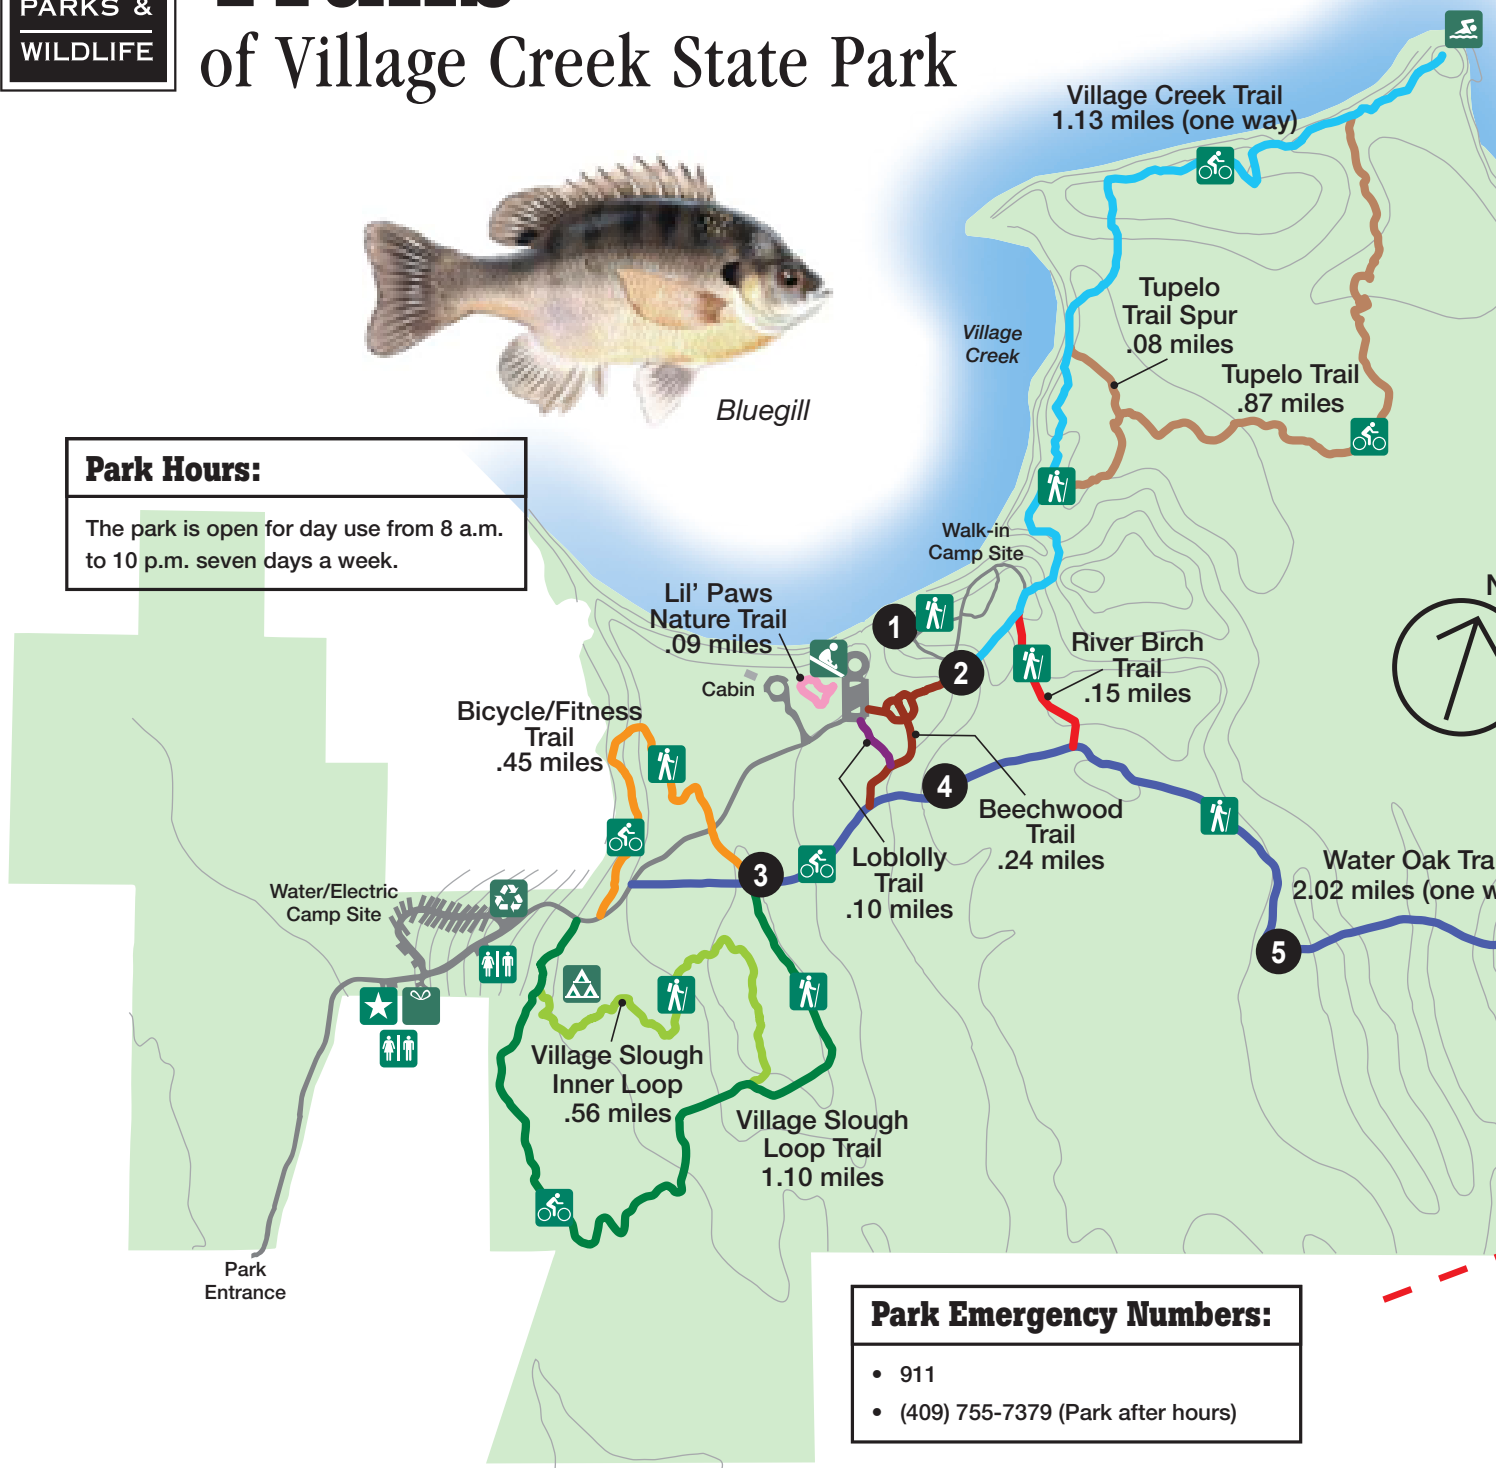 PARKS &
WILDLIFE
of Village Creek State Park
Village Creek Trail
1.13 miles (one way)
Tupelo
Trail Spur
.08 miles
Tupelo Trail
.87 miles
Village
Creek
Bluegill
Park Hours:
The park is open for day use from 8 a.m.
to 10 p.m. seven days a week.
Walk-in
Camp Site
Lil’ Paws
Nature Trail
.09 miles
1
2
River Birch
Trail
.15 miles
Cabin
Bicycle/Fitness
Trail
.45 miles
4
Beechwood
Trail
.24 miles
3
Loblolly
Trail
.10 miles
Water Oak
2.02 miles (one
5
Water/Electric
Camp Site
Village Slough
Inner Loop
.56 miles
Village Slough
Loop Trail
1.10 miles
Park
Entrance
Park Emergency Numbers:
• 911
• (409) 755-7379 (Park after hours)